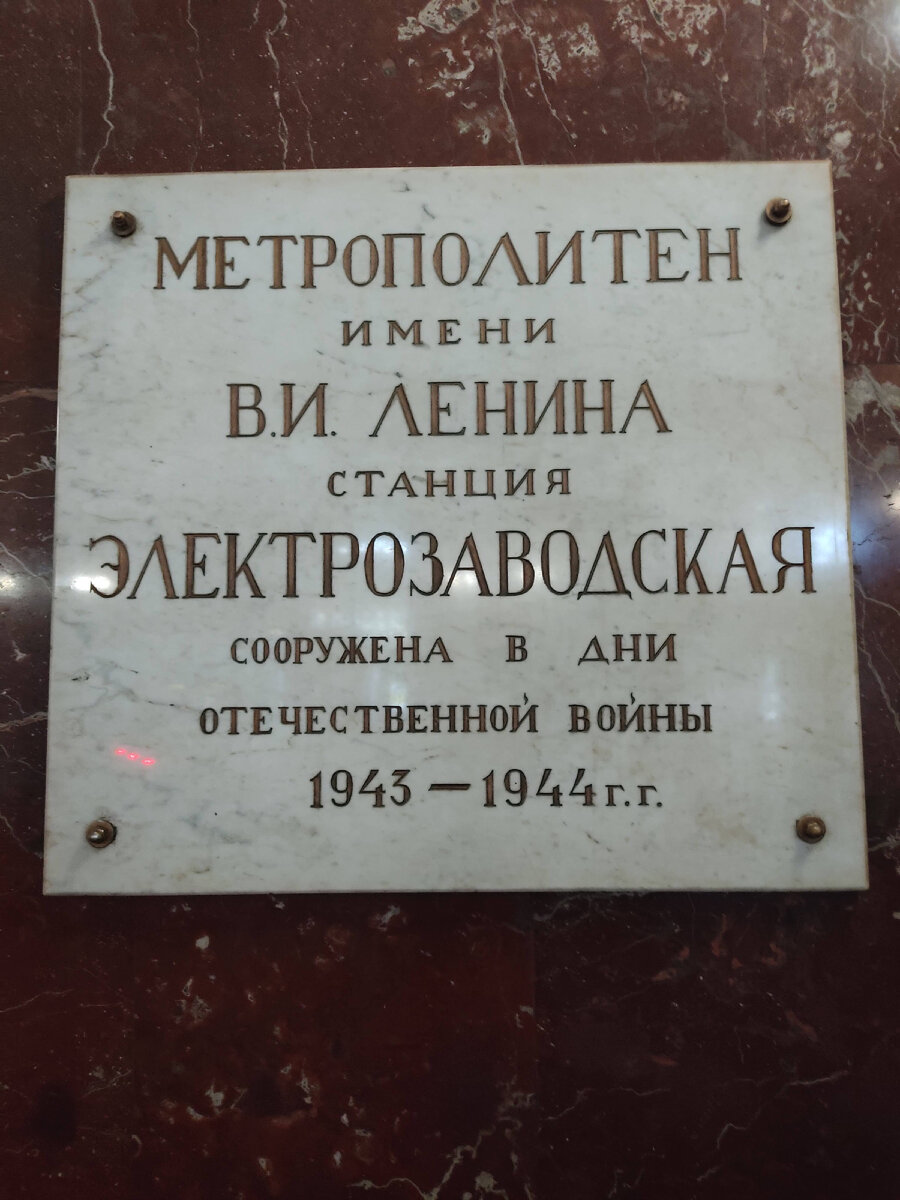 МЕТРОПОЛИТЕН
ИМЕНИ
В.И. ЛЕНИНА
СТАНЦИЯ
ЭЛЕКТРОЗАВОДСКАЯ
СООРУЖЕНА В ДНИ
ОТЕЧЕСТВЕННОЙ ВОЙНЫ
1943 — 1944 г.г.